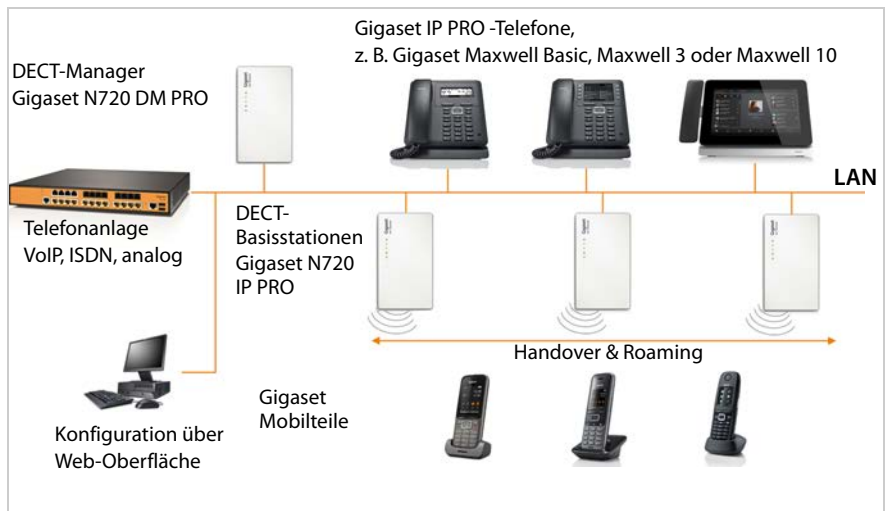 Gigaset IP PRO -Telefone,
z. B. Gigaset Maxwell Basic, Maxwell 3 oder Maxwell 10
DECT-Manager
Gigaset N720 DM PRO
LAN
Telefonanlage
VoIP, ISDN, analog
DECT-
Basisstationen
Gigaset N720
IP PRO
Handover & Roaming
Gigaset
Mobilteile
Konfiguration über
Web-Oberfläche